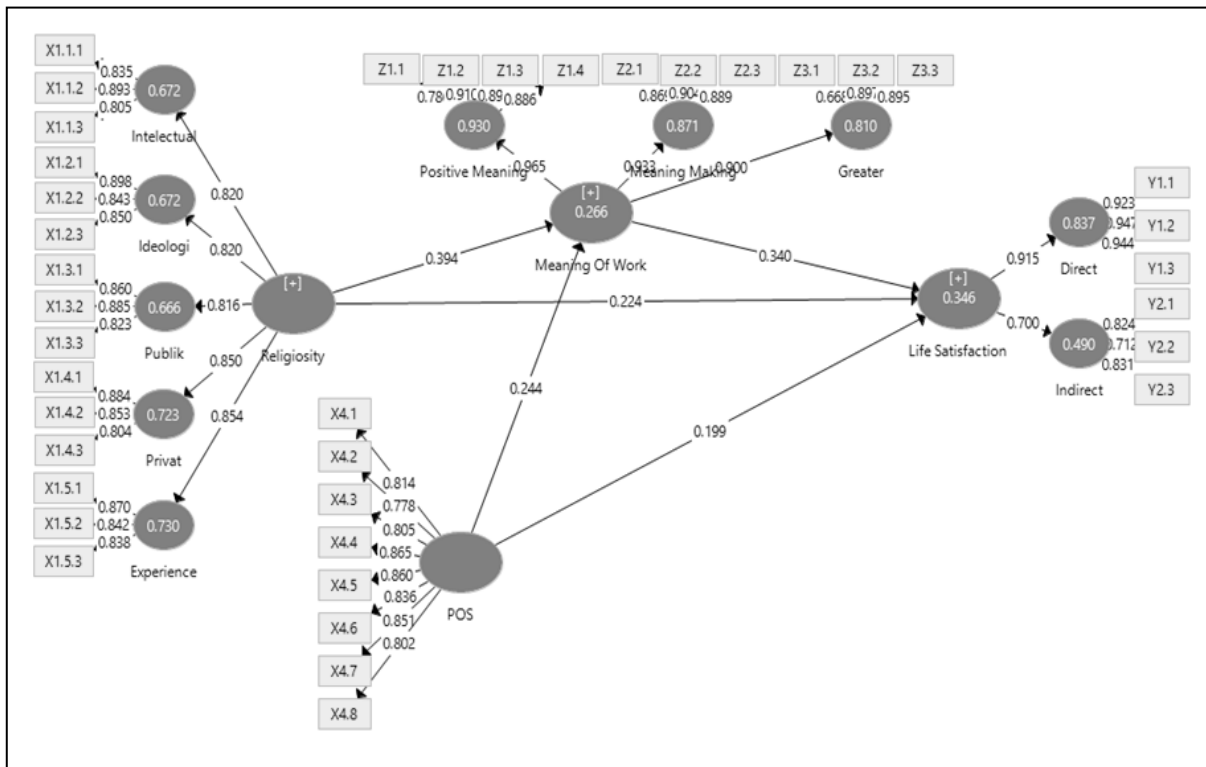 X1.1.1
X1.1.2
X1.1.3
0.835
0.893
0.805
0.672
Intelectual
X1.2.1
X1.2.2
X1.2.3
0.898
0.843
0.850
0.672
Ideologi
X1.3.1
X1.3.2
X1.3.3
0.860
0.885
0.823
0.666
Publik
X1.4.1
X1.4.2
X1.4.3
0.884
0.853
0.804
0.723
Privat
X1.5.1
X1.5.2
X1.5.3
0.870
0.842
0.838
0.730
Experience
0.820
0.820
0.816
0.850
0.854
[+]
Religiosity
Z1.1 Z1.2 Z1.3 Z1.4 Z2.1 Z2.2 Z2.3 Z3.1 Z3.2 Z3.3
0.886
0.889
0.895
0.930
Positive Meaning
0.871
Meaning Making
0.810
Greater
0.965
0.933
0.900
[+]
0.266
Meaning Of Work
0.394
0.340
0.224
0.244
0.199
X4.1
X4.2
X4.3
X4.4
X4.5
X4.6
X4.7
X4.8
0.814
0.778
0.805
0.865
0.860
0.836
0.851
0.802
POS
[+]
0.346
Life Satisfaction
0.915
0.700
0.837
Direct
0.490
Indirect
0.923
0.947
0.944
0.824
0.712
0.831
Y1.1
Y1.2
Y1.3
Y2.1
Y2.2
Y2.3